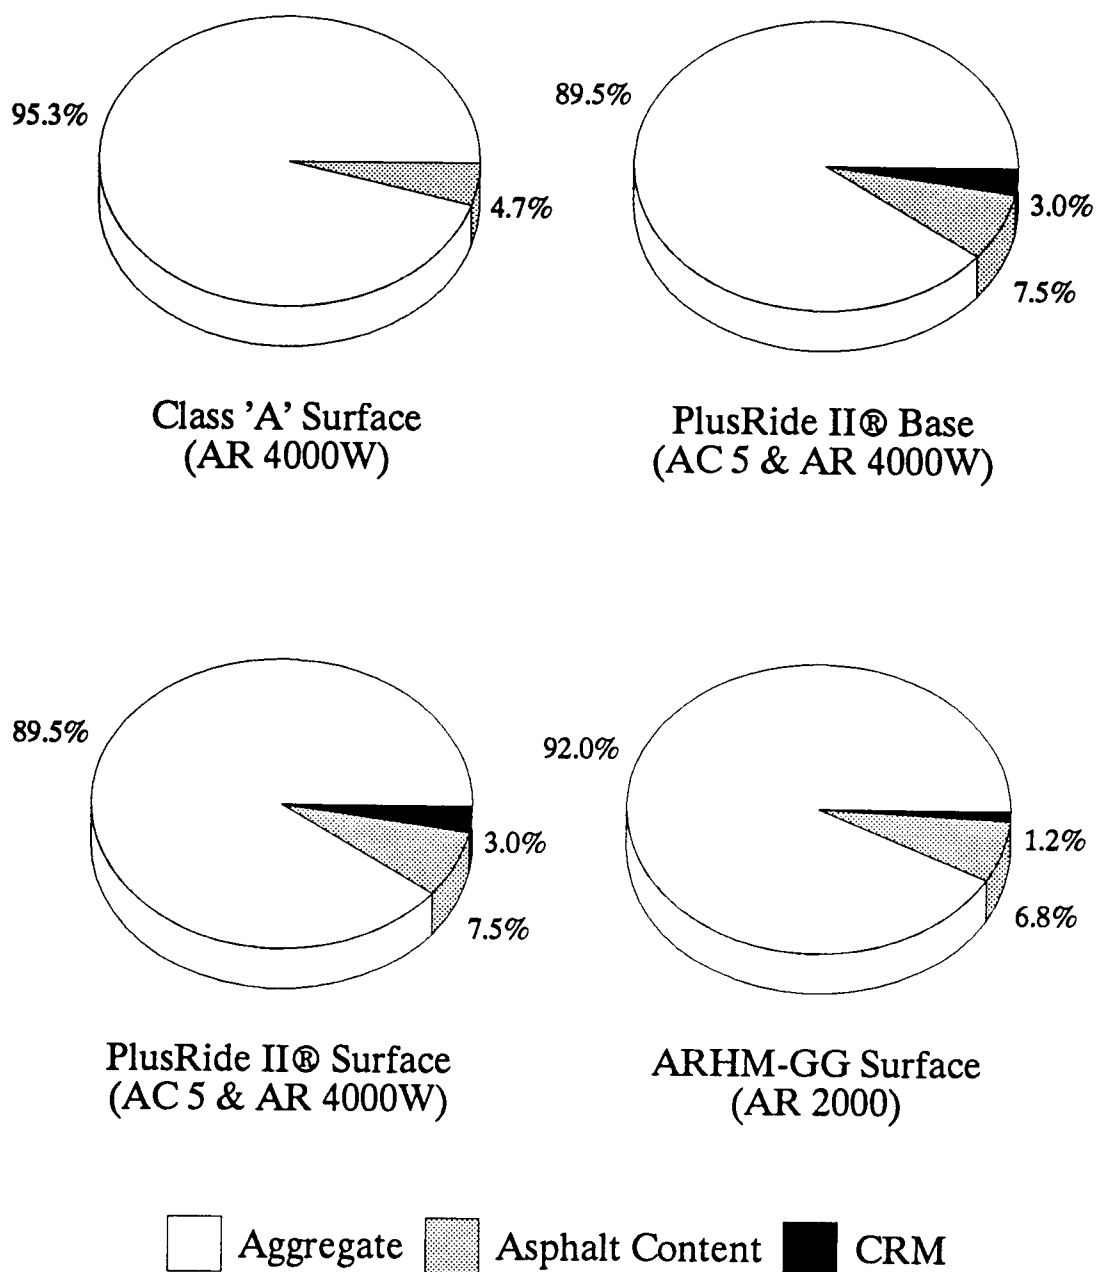 95.3%
4.7%
Class 'A' Surface
(AR 4000W)
89.5%
3.0%
7.5%
PlusRide II® Base
(AC 5 & AR 4000W)
89.5%
3.0%
7.5%
PlusRide II® Surface
(AC 5 & AR 4000W)
92.0%
1.2%
6.8%
ARHM-GG Surface
(AR 2000)
Aggregate Asphalt Content CRM